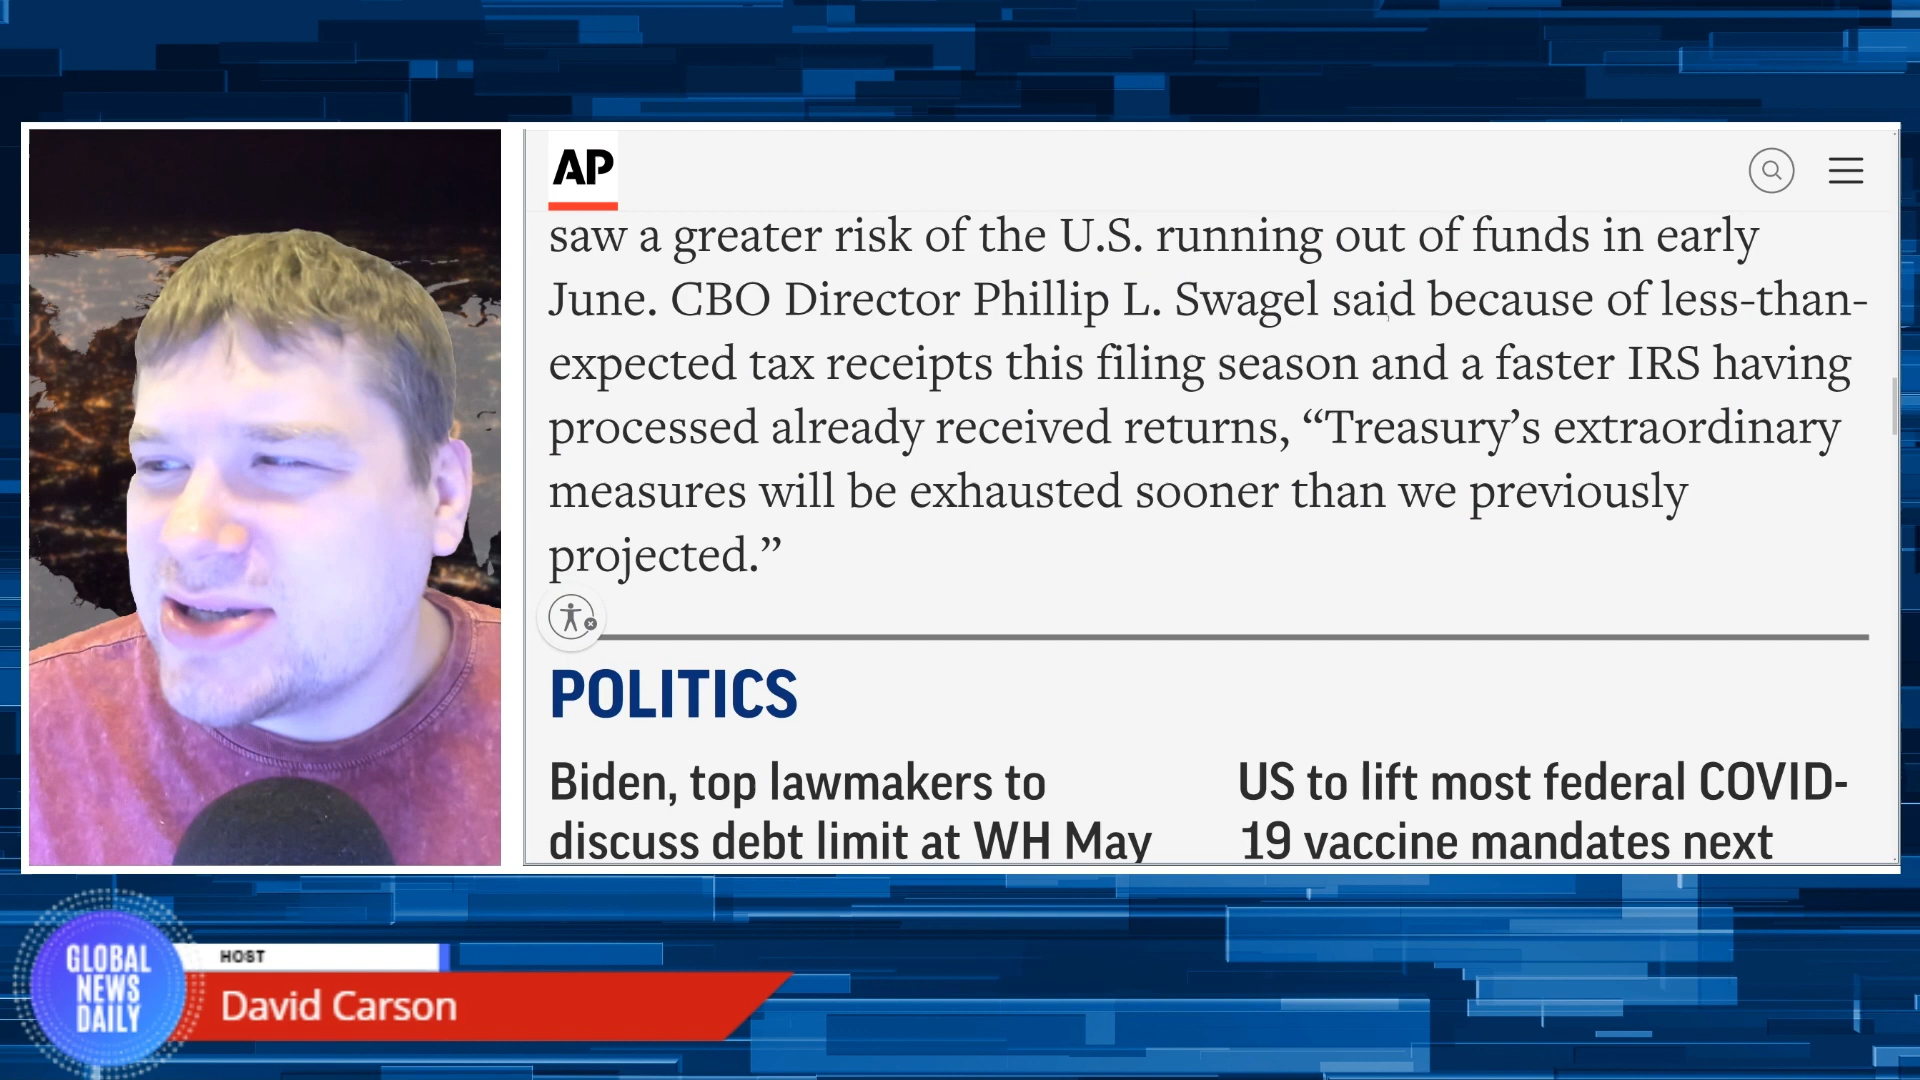 AP
saw a greater risk of the U.S. running out of funds in early
June. CBO Director Phillip L. Swagel said because of less-than-
expected tax receipts this filing season and a faster IRS having
processed already received returns, “Treasury’s extraordinary
measures will be exhausted sooner than we previously
projected.”
POLITICS
Biden, top lawmakers to
discuss debt limit at WH May
US to lift most federal COVID-
19 vaccine mandates next
GLOBAL
NEWS
DAILY
HOST
David Carson